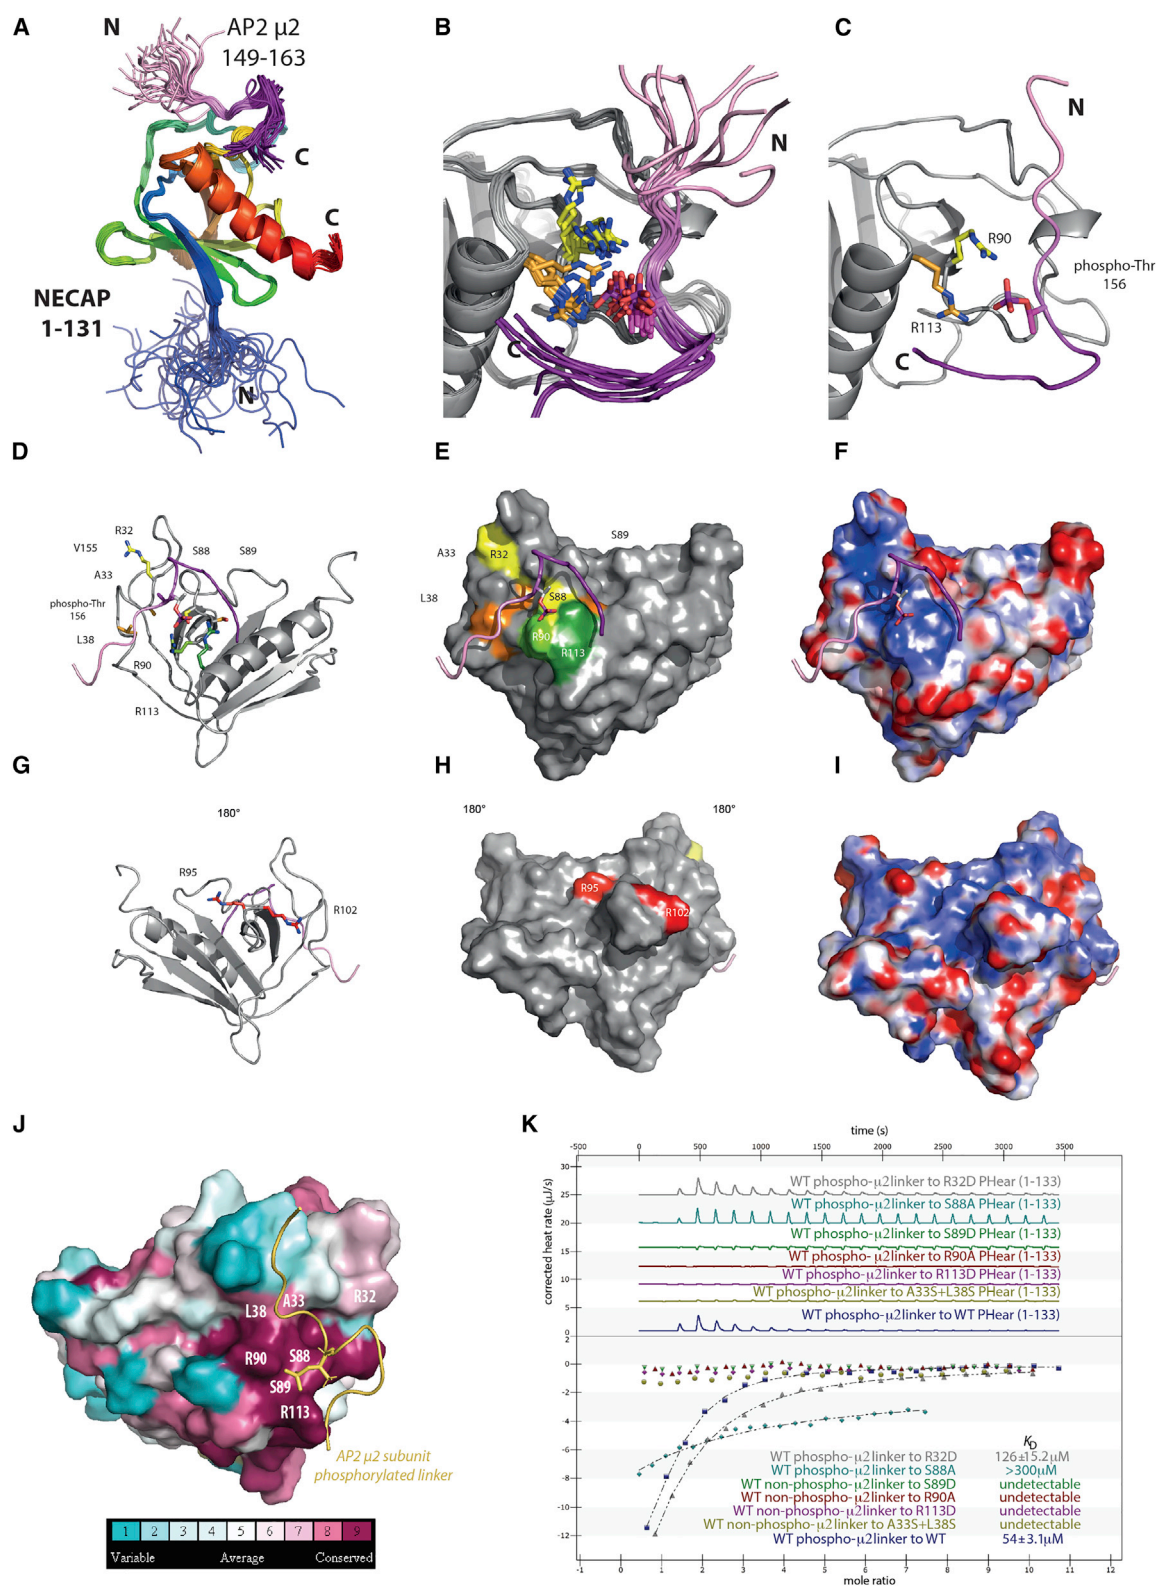 A
N
AP2 μ2
149-163
C
C
NECAP
1-131
N
B
N
C
C
N
R90
phospho-Thr
156
R113
C
D
R32
V155
S88
S89
A33
phospho-Thr
156
L38
R90
R113
E
S89
A33
R32
L38
S88
R90
R113
F
G
180°
R95
R102
H
180°
180°
R95
R102
I
J
L38
A33
R32
R90
S88
S89
R113
AP2 μ2 subunit
phosphorylated linker
1 2 3 4 5 6 7 8 9
Variable Average Conserved
K
time (s)
-500 0 500 1000 1500 2000 2500 3000 3500
corrected heat rate (μJ/s)
30
25
20
15
10
5
0
WT phospho-μ2linker to R32D PHear (1-133)
WT phospho-μ2linker to S88A PHear (1-133)
WT phospho-μ2linker to S89D PHear (1-133)
WT phospho-μ2linker to R90A PHear (1-133)
WT phospho-μ2linker to R113D PHear (1-133)
WT phospho-μ2linker to A33S+L38S PHear (1-133)
WT phospho-μ2linker to WT PHear (1-133)
2
0
-2
-4
-6
-8
-10
-12
KD
WT phospho-μ2linker to R32D 126±15.2μM
WT phospho-μ2linker to S88A >300μM
WT non-phospho-μ2linker to S89D undetectable
WT non-phospho-μ2linker to R90A undetectable
WT non-phospho-μ2linker to R113D undetectable
WT non-phospho-μ2linker to A33S+L38S undetectable
WT phospho-μ2linker to WT 54±3.1μM
-1 0 0 1 2 3 4 5 6 7 8 9 10 11 12
mole ratio